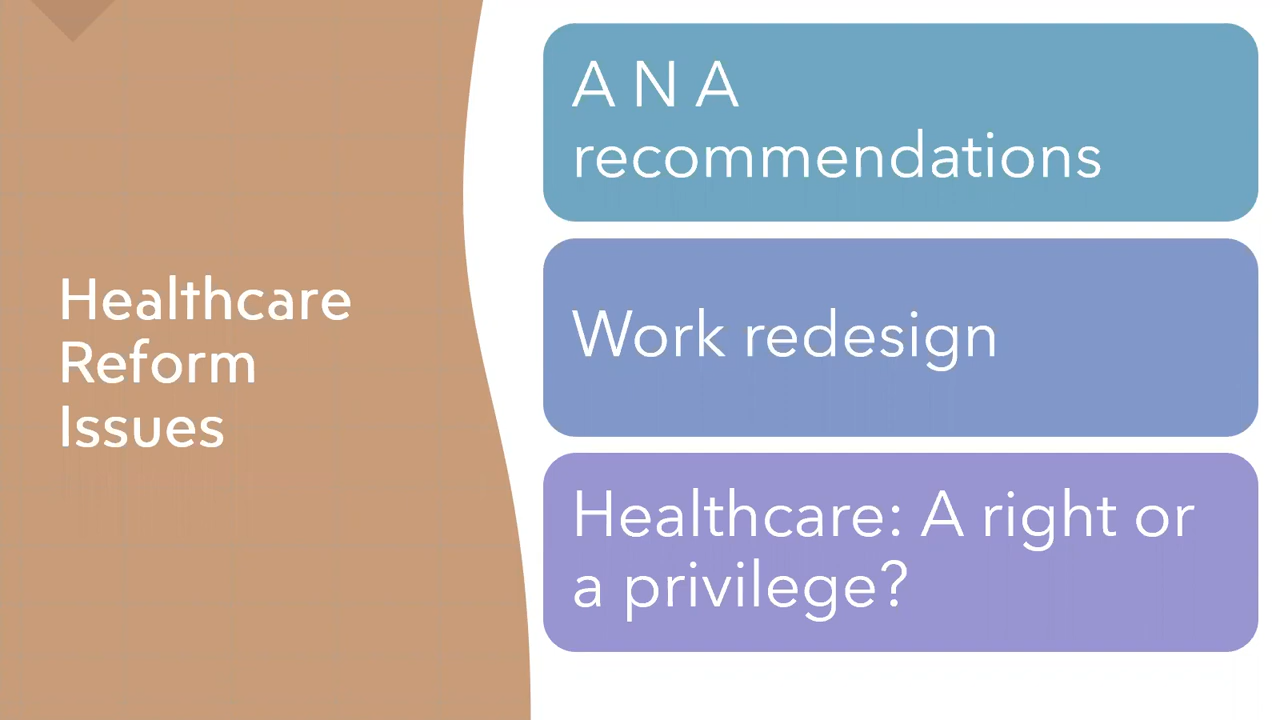 Healthcare
Reform
Issues
A N A
recommendations
Work redesign
Healthcare: A right or
a privilege?